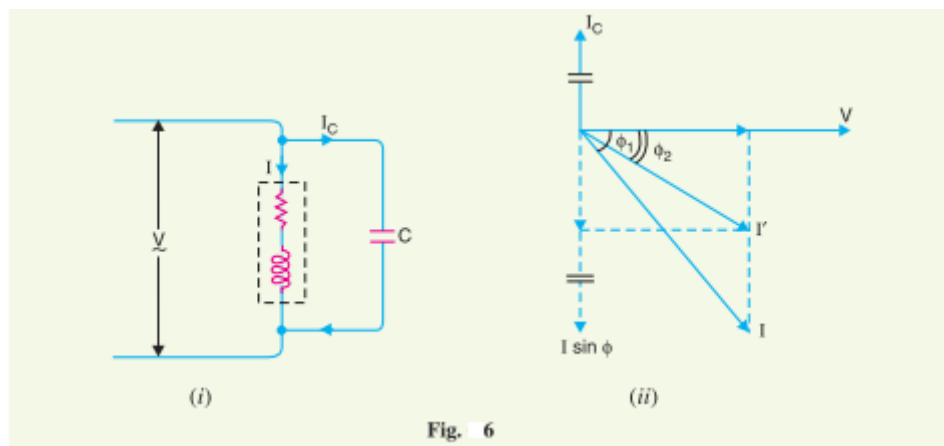 I_C
I
V
C
(i)
I_C
V
ϕ1
ϕ2
I′
I
I sin ϕ
(ii)
Fig. 6